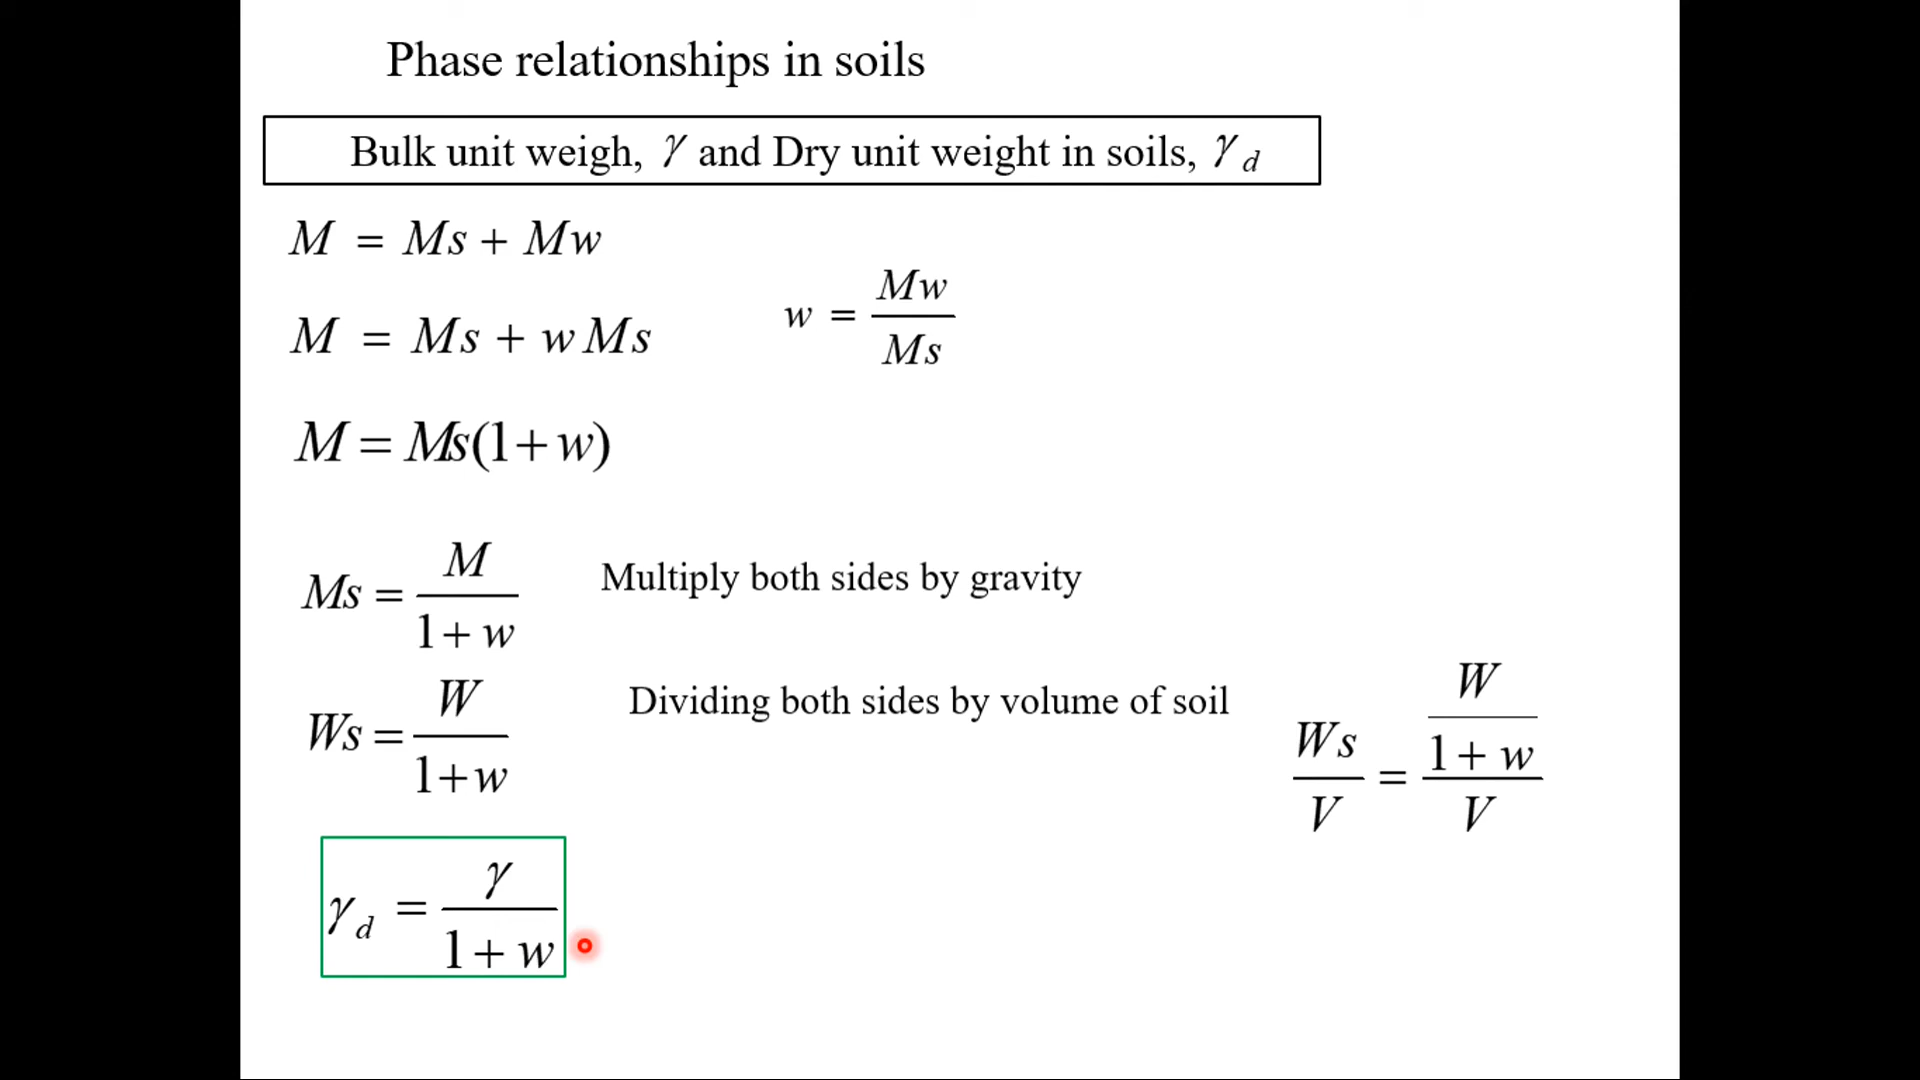 Phase relationships in soils
Bulk unit weigh, γ and Dry unit weight in soils, γ d
M = Ms + Mw
w = Mw / Ms
M = Ms + w Ms
M = Ms(1+ w)
Ms = M / 1+ w
Multiply both sides by gravity
Ws = W / 1+w
Dividing both sides by volume of soil
Ws / V = W / 1+ w / V
γ d = γ / 1+ w